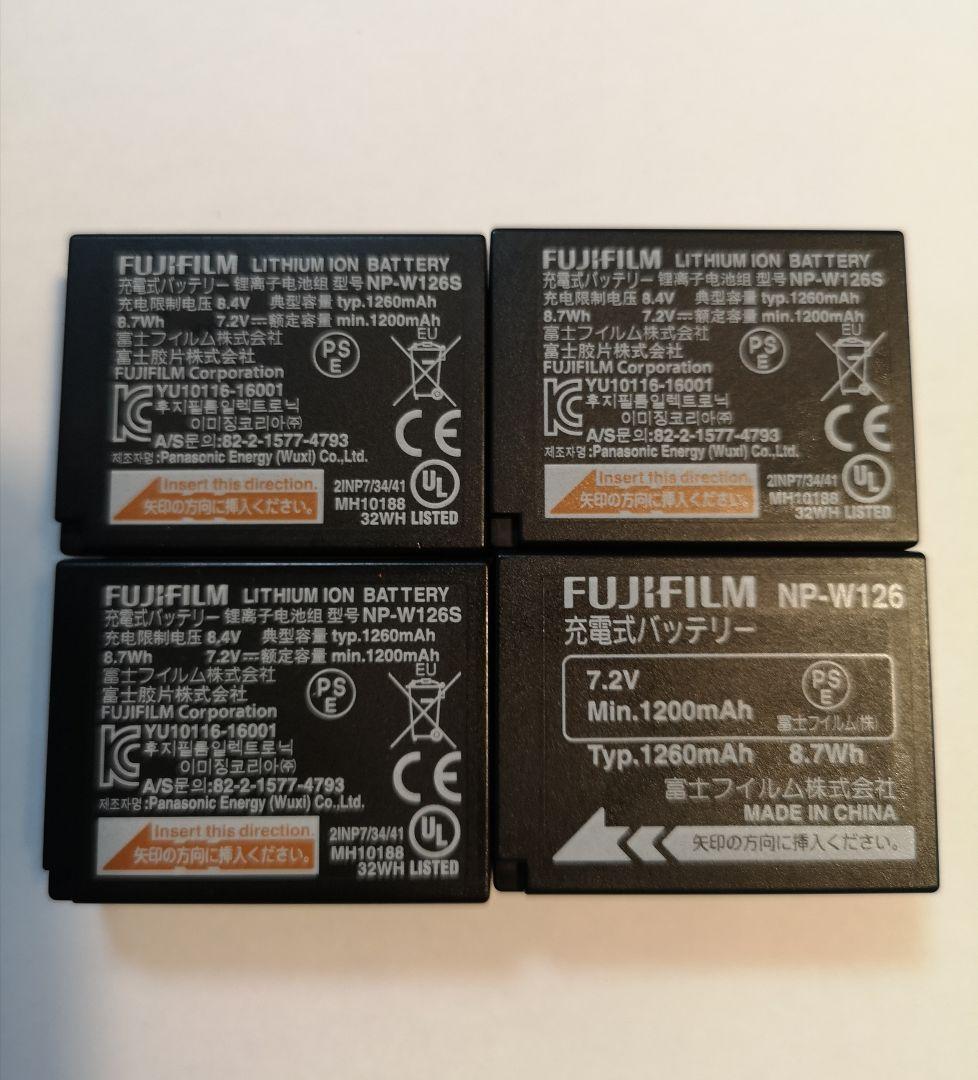 FUJIFILM LITHIUM ION BATTERY
充電式バッテリー 锂离子电池组 型号 NP-W126S
充电限制电压 8.4V 典型容量 typ.1260mAh
8.7Wh 7.2V⎓额定容量 min.1200mAh
富士フイルム株式会社
富士胶片株式会社
FUJIFILM Corporation
PS
E
EU
KC YU10116-16001
후지필름일렉트로닉
이미징코리아㈜
A/S문의:82-2-1577-4793
제조자명:Panasonic Energy (Wuxi) Co.,Ltd.
CE
Insert this direction.
矢印の方向に挿入ください。
UL
2INP7/34/41
MH10188
32WH LISTED
FUJIFILM LITHIUM ION BATTERY
充電式バッテリー 锂离子电池组 型号 NP-W126S
充电限制电压 8.4V 典型容量 typ.1260mAh
8.7Wh 7.2V⎓额定容量 min.1200mAh
富士フイルム株式会社
富士胶片株式会社
FUJIFILM Corporation
PS
E
EU
KC YU10116-16001
후지필름일렉트로닉
이미징코리아㈜
A/S문의:82-2-1577-4793
제조자명:Panasonic Energy (Wuxi) Co.,Ltd.
CE
Insert this direction.
矢印の方向に挿入ください。
UL
2INP7/34/41
MH10188
32WH LISTED
FUJIFILM LITHIUM ION BATTERY
充電式バッテリー 锂离子电池组 型号 NP-W126S
充电限制电压 8.4V 典型容量 typ.1260mAh
8.7Wh 7.2V⎓额定容量 min.1200mAh
富士フイルム株式会社
富士胶片株式会社
FUJIFILM Corporation
PS
E
EU
KC YU10116-16001
후지필름일렉트로닉
이미징코리아㈜
A/S문의:82-2-1577-4793
제조자명:Panasonic Energy (Wuxi) Co.,Ltd.
CE
Insert this direction.
矢印の方向に挿入ください。
UL
2INP7/34/41
MH10188
32WH LISTED
FUJIFILM NP-W126
充電式バッテリー
7.2V
Min.1200mAh
PS
E
富士フイルム(株)
Typ.1260mAh 8.7Wh
富士フイルム株式会社
MADE IN CHINA
矢印の方向に挿入ください。